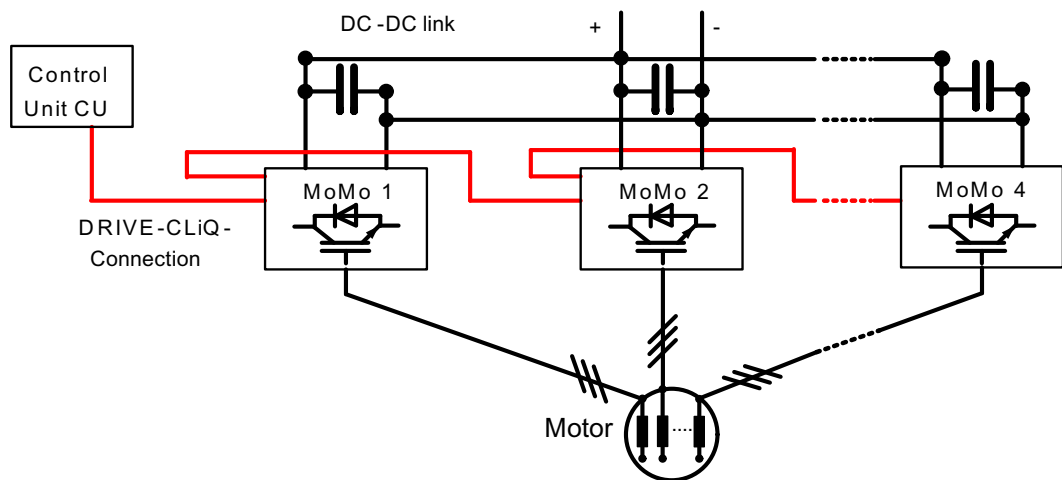 DC -DC link
+
-
Control
Unit CU
MoMo 1
MoMo 2
MoMo 4
DRIVE-CLiQ-
Connection
Motor